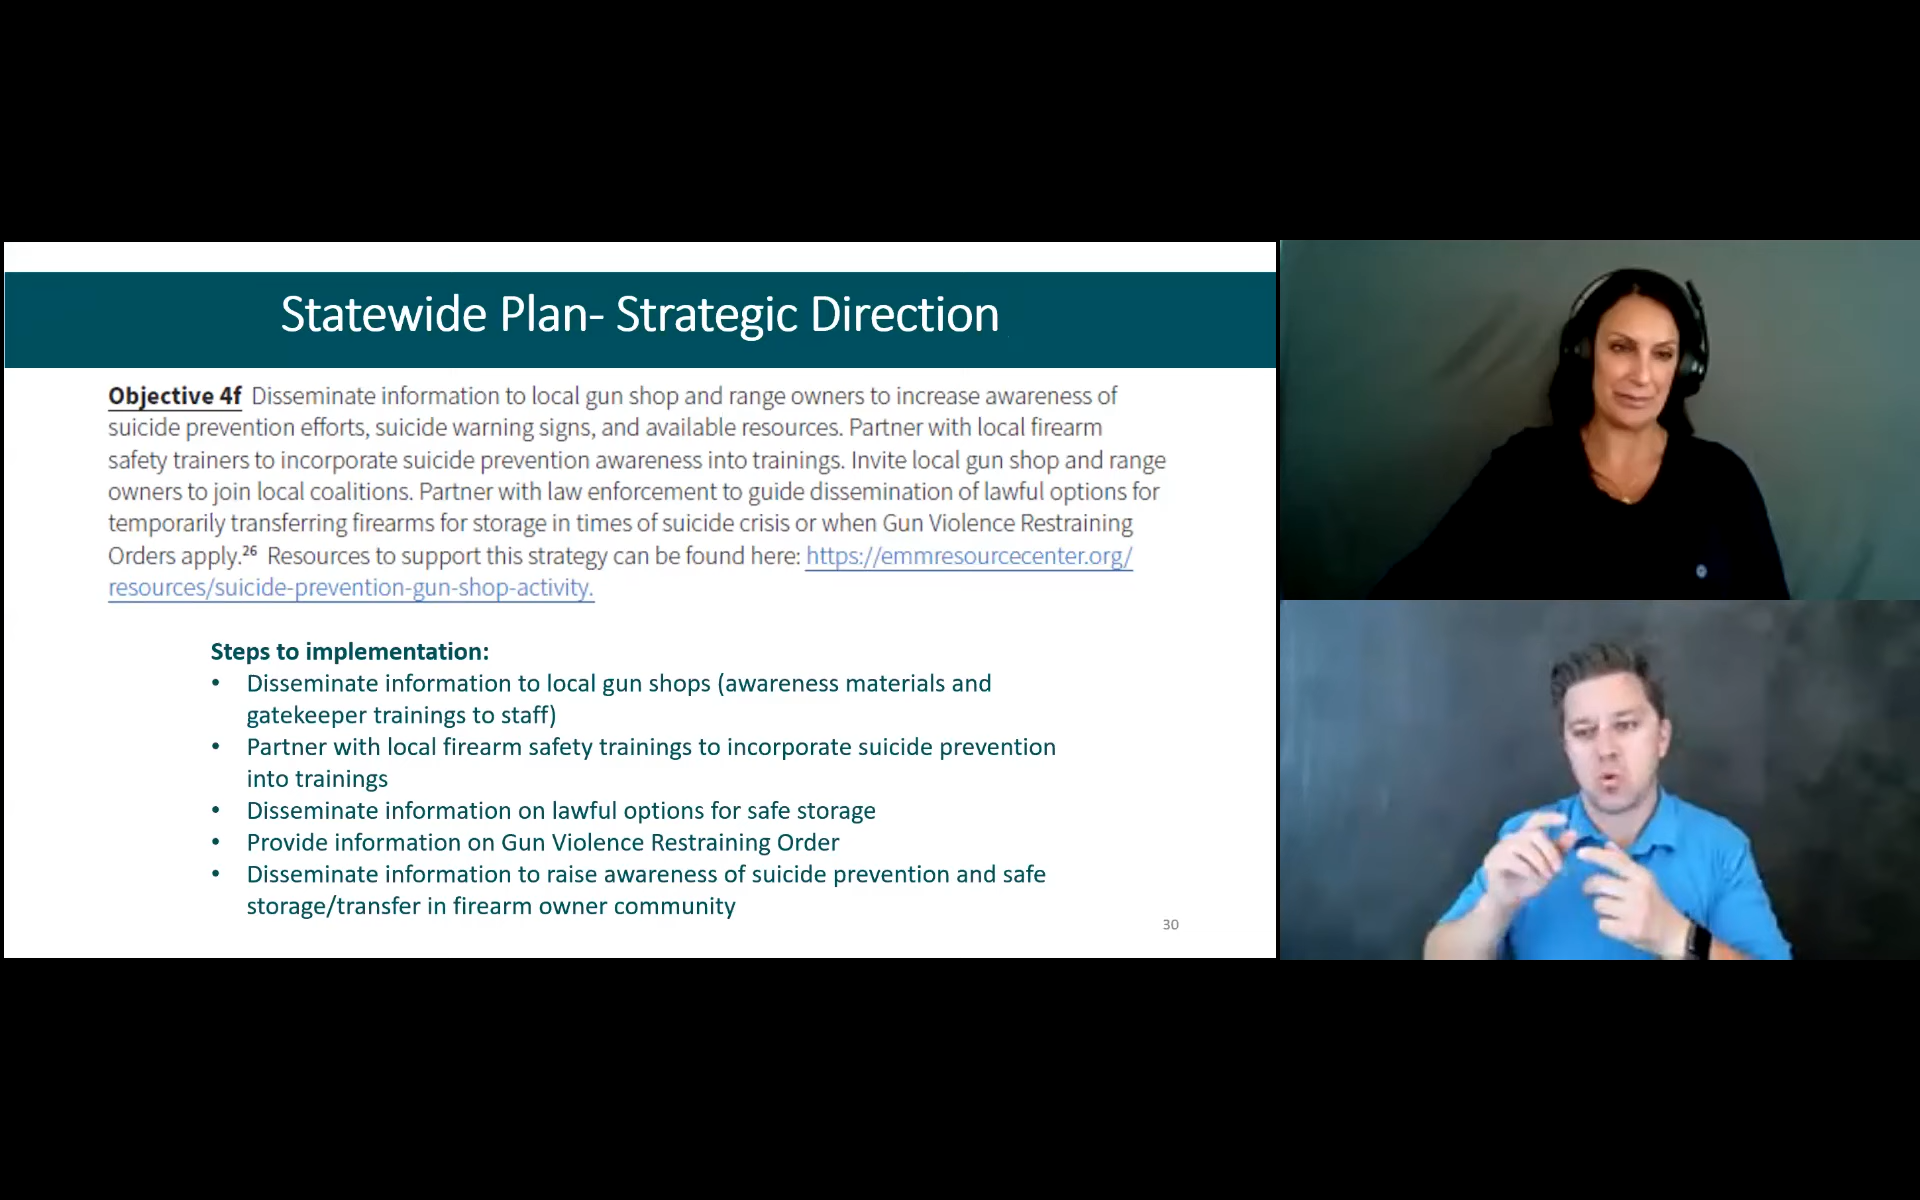 Statewide Plan- Strategic Direction
Objective 4f Disseminate information to local gun shop and range owners to increase awareness of
suicide prevention efforts, suicide warning signs, and available resources. Partner with local firearm
safety trainers to incorporate suicide prevention awareness into trainings. Invite local gun shop and range
owners to join local coalitions. Partner with law enforcement to guide dissemination of lawful options for
temporarily transferring firearms for storage in times of suicide crisis or when Gun Violence Restraining
Orders apply.26 Resources to support this strategy can be found here: https://emmresourcecenter.org/
resources/suicide-prevention-gun-shop-activity.
Steps to implementation:
• Disseminate information to local gun shops (awareness materials and
gatekeeper trainings to staff)
• Partner with local firearm safety trainings to incorporate suicide prevention
into trainings
• Disseminate information on lawful options for safe storage
• Provide information on Gun Violence Restraining Order
• Disseminate information to raise awareness of suicide prevention and safe
storage/transfer in firearm owner community
30